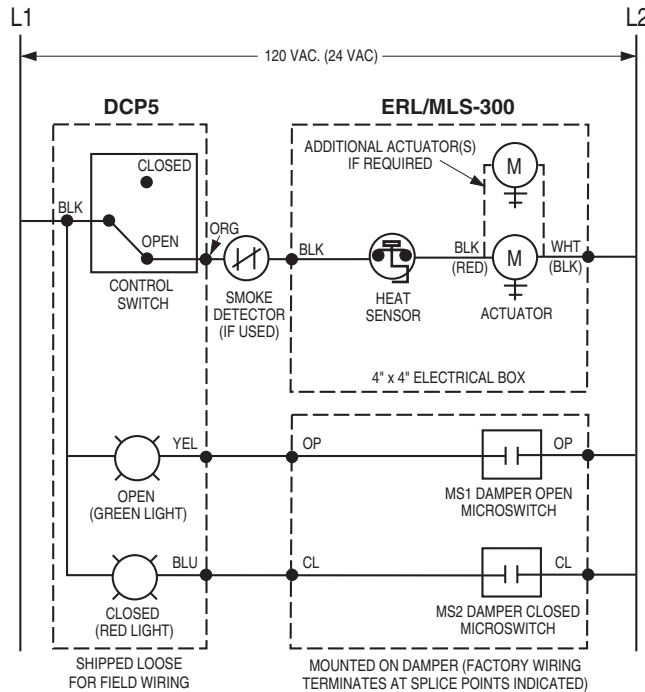 L1
L2
120 VAC. (24 VAC)
DCP5
ERL/MLS-300
ADDITIONAL ACTUATOR(S)
IF REQUIRED
M
CLOSED
BLK
OPEN
ORG
CONTROL
SWITCH
SMOKE
DETECTOR
(IF USED)
BLK
HEAT
SENSOR
BLK
(RED)
M
WHT
(BLK)
ACTUATOR
4" x 4" ELECTRICAL BOX
YEL
OP
OP
OPEN
(GREEN LIGHT)
MS1 DAMPER OPEN
MICROSWITCH
BLU
CL
CL
CLOSED
(RED LIGHT)
MS2 DAMPER CLOSED
MICROSWITCH
SHIPPED LOOSE
FOR FIELD WIRING
MOUNTED ON DAMPER (FACTORY WIRING
TERMINATES AT SPLICE POINTS INDICATED)